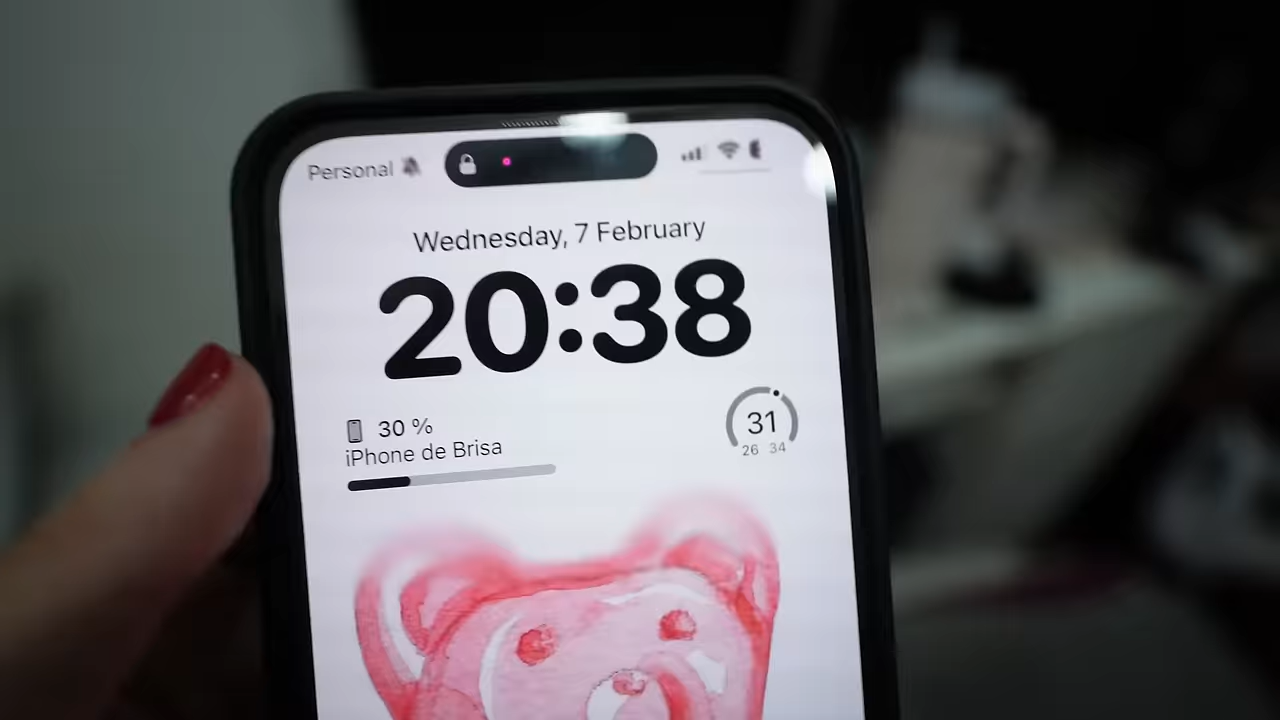 Personal
Wednesday, 7 February
20:38
30 %
iPhone de Brisa
31
26 34